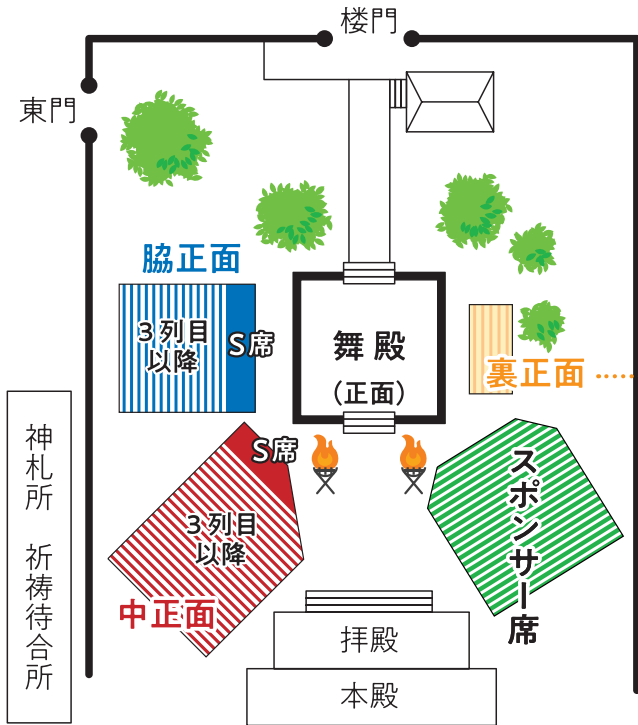 楼門
東門
脇正面
3列目
以降
S席
舞殿
(正面)
裏正面 ……
S席
3列目
以降
中正面
スポンサー席
神札所 祈祷待合所
拝殿
本殿